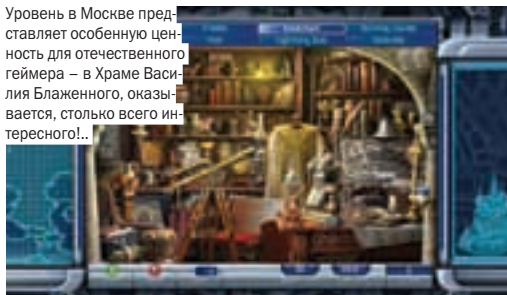 Уровень в Москве пред-
ставляет особенную цен-
ность для отечественного
геймера – в Храме Васи-
лия Блаженного, оказы-
вается, столько всего ин-
тересного!..